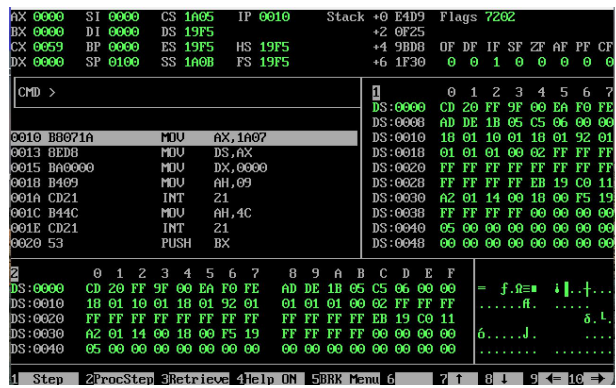 AX 0000 SI 0000 CS 1A05 IP 0010 Stack +0 E4D9 Flags 7202
BX 0000 DI 0000 DS 19F5 +2 0F25
CX 0059 BP 0000 ES 19F5 HS 19F5 +4 9BD8 OF DF IF SF ZF AF PF CF
DX 0000 SP 0100 SS 1A0B FS 19F5 +6 1F30 0 0 1 0 0 0 0 0
CMD >
1 0 1 2 3 4 5 6 7
DS:0000 CD 20 FF 9F 00 EA F0 FE
DS:0008 AD DE 1B 05 C5 06 00 00
0010 B8071A MOV AX,1A07 DS:0010 18 01 10 01 18 01 92 01
0013 8ED8 MOV DS,AX DS:0018 01 01 01 00 02 FF FF FF
0015 BA0000 MOV DX,0000 DS:0020 FF FF FF FF FF FF FF FF
0018 B409 MOV AH,09 DS:0028 FF FF FF FF EB 19 C0 11
001A CD21 INT 21 DS:0030 A2 01 14 00 18 00 F5 19
001C B44C MOV AH,4C DS:0038 FF FF FF FF 00 00 00 00
001E CD21 INT 21 DS:0040 05 00 00 00 00 00 00 00
0020 53 PUSH BX DS:0048 00 00 00 00 00 00 00 00
2 0 1 2 3 4 5 6 7 8 9 A B C D E F
DS:0000 CD 20 FF 9F 00 EA F0 FE AD DE 1B 05 C5 06 00 00
DS:0010 18 01 10 01 18 01 92 01 01 01 01 00 02 FF FF FF
DS:0020 FF FF FF FF FF FF FF FF FF FF FF FF EB 19 C0 11
DS:0030 A2 01 14 00 18 00 F5 19 FF FF FF FF 00 00 00 00
DS:0040 05 00 00 00 00 00 00 00 00 00 00 00 00 00 00 00
1 Step 2ProcStep 3Retrieve 4Help ON 5BRK Menu 6 7 ↑ 8 ↓ 9 ← 10 →